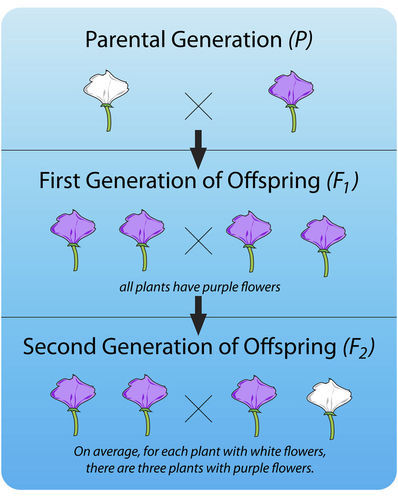 Parental Generation (P)
First Generation of Offspring (F₁)
all plants have purple flowers
Second Generation of Offspring (F₂)
On average, for each plant with white flowers,
there are three plants with purple flowers.